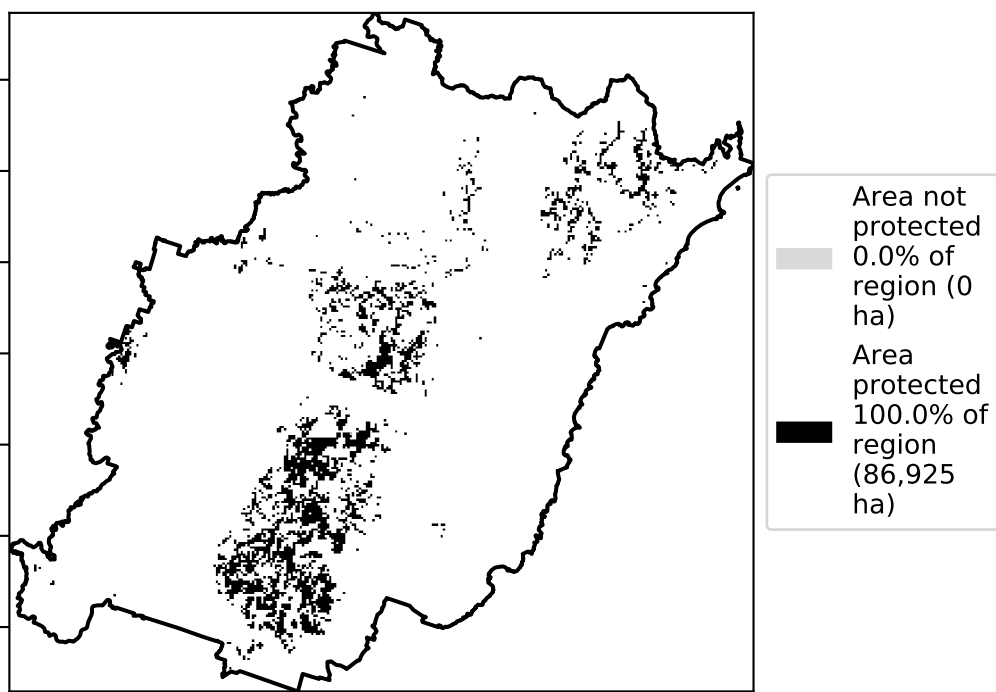 Area not
protected
0.0% of
region (0
ha)
Area
protected
100.0% of
region
(86,925
ha)